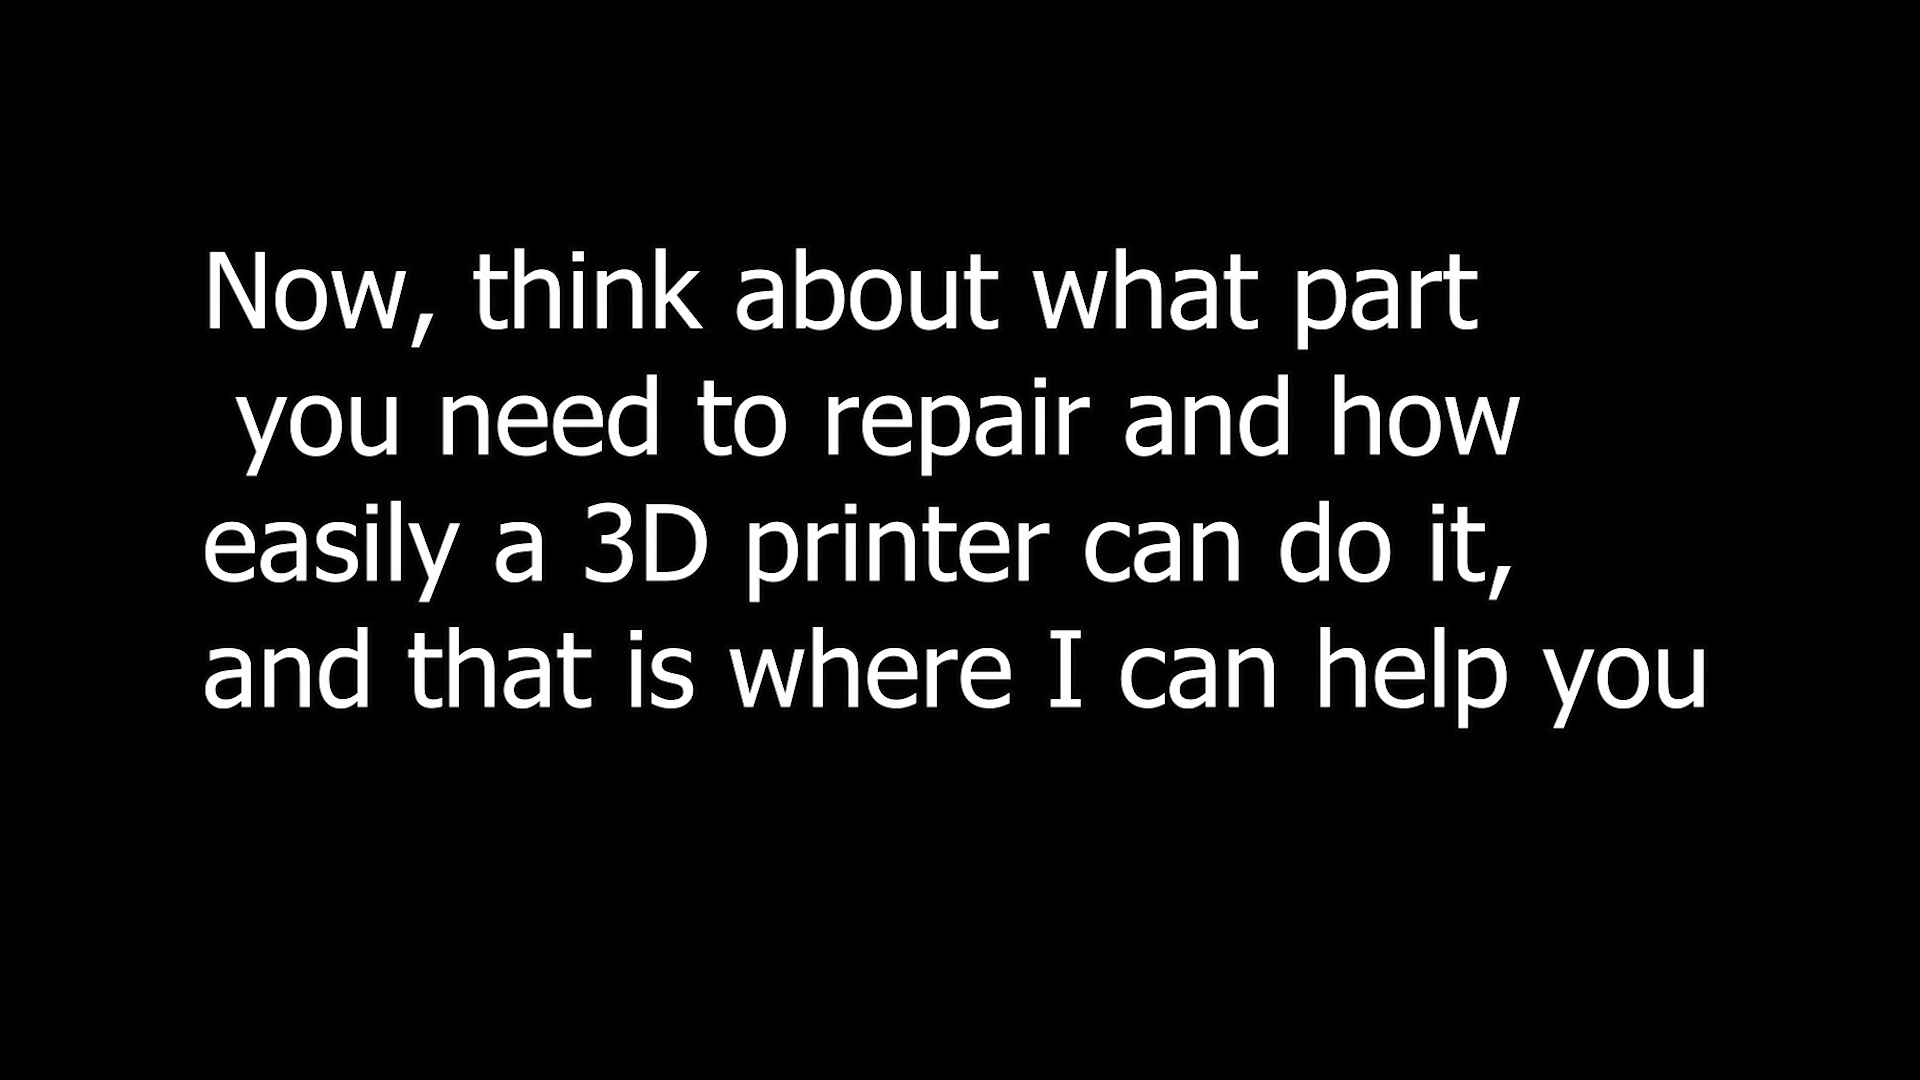 Now, think about what part
you need to repair and how
easily a 3D printer can do it,
and that is where I can help you